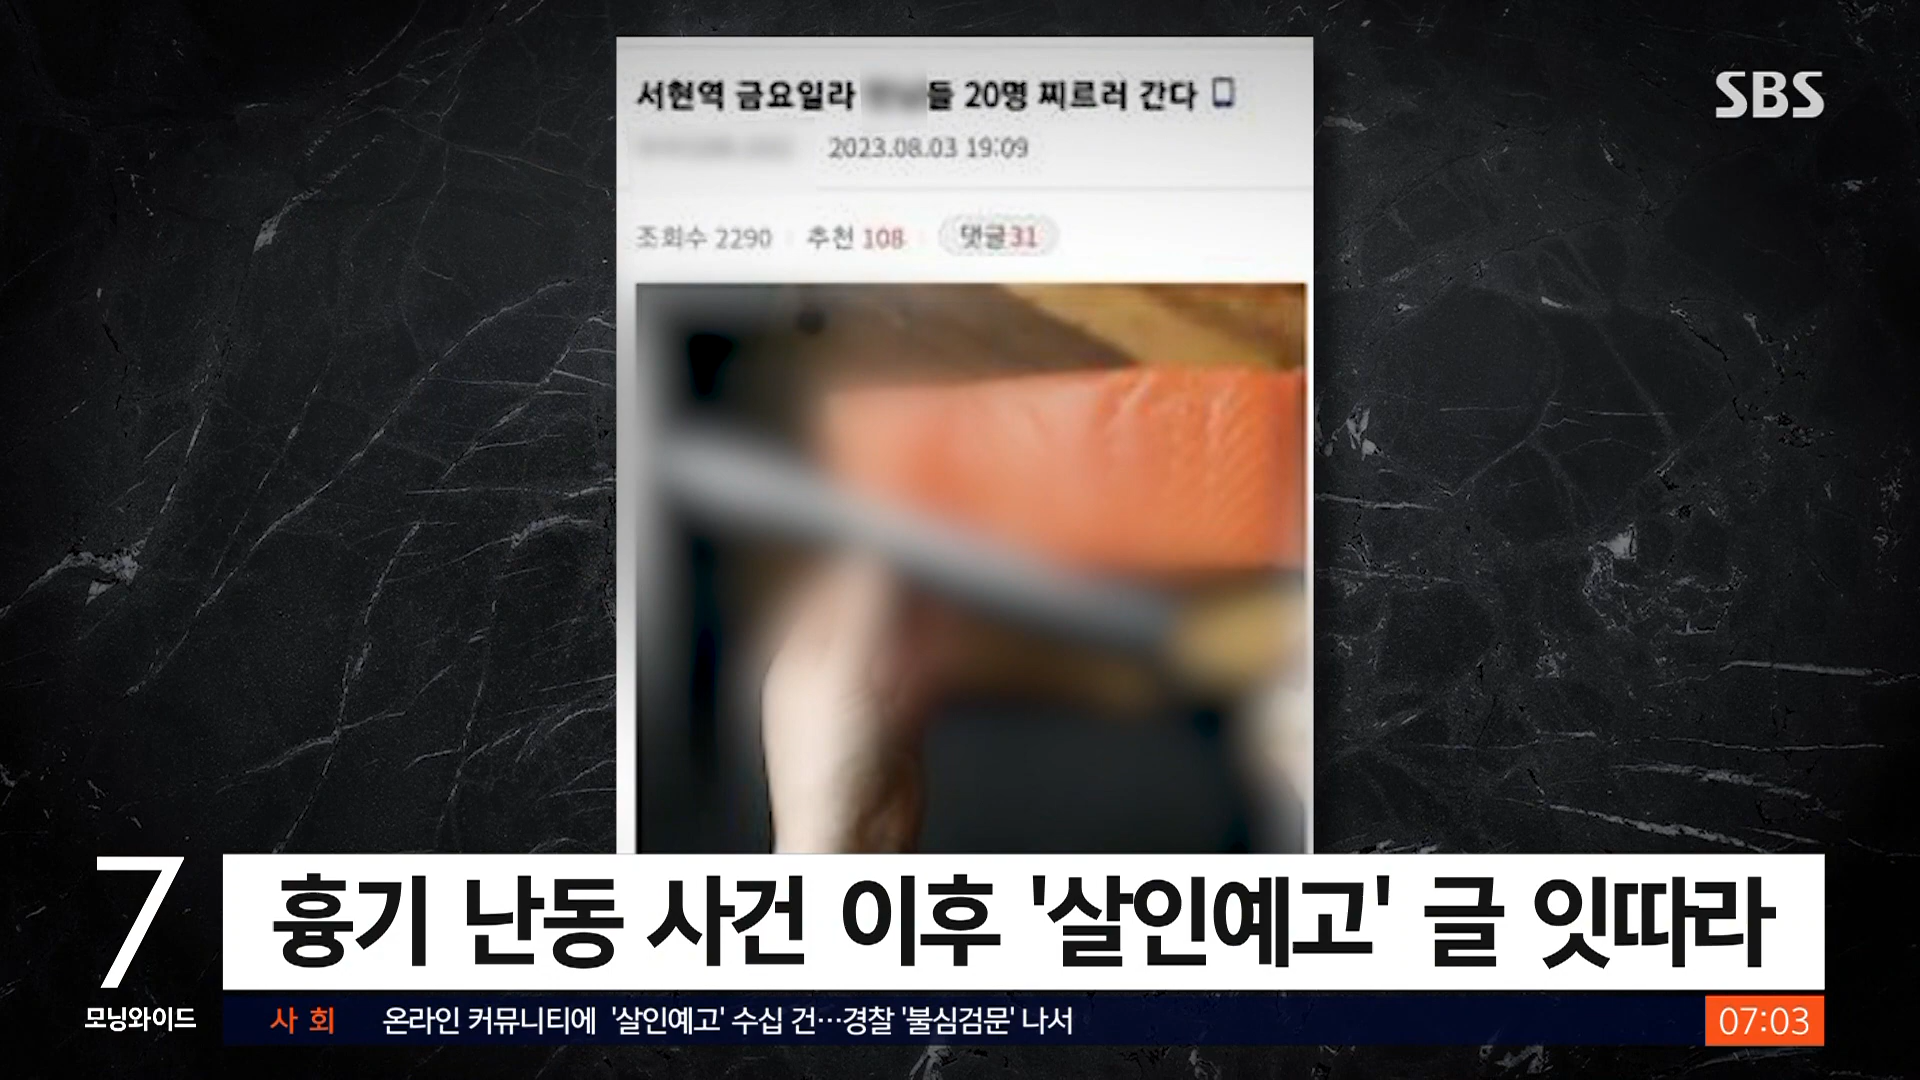 서현역 금요일라 들 20명 찌르러 간다
SBS
2023.08.03 19:09
조회수 2290 추천 108 댓글31
7
흉기 난동 사건 이후 '살인예고' 글 잇따라
모닝와이드
사회 온라인 커뮤니티에 '살인예고' 수십 건…경찰 '불심검문' 나서
07:03